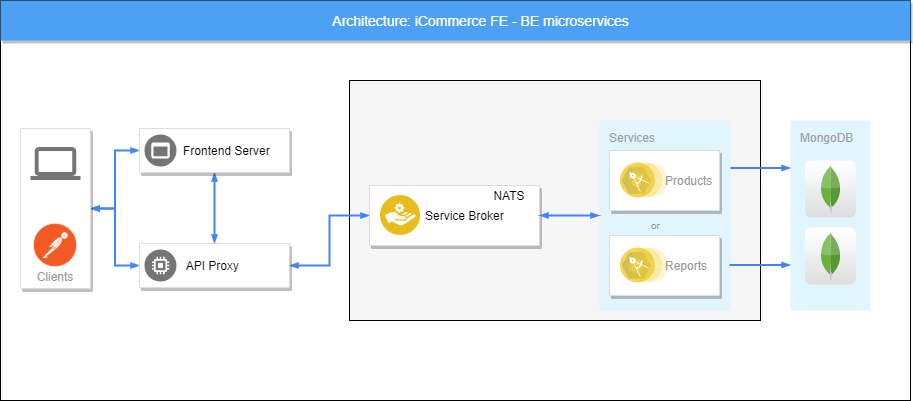 Architecture: iCommerce FE - BE microservices
Clients
Frontend Server
API Proxy
NATS
Service Broker
Services
Products
or
Reports
MongoDB